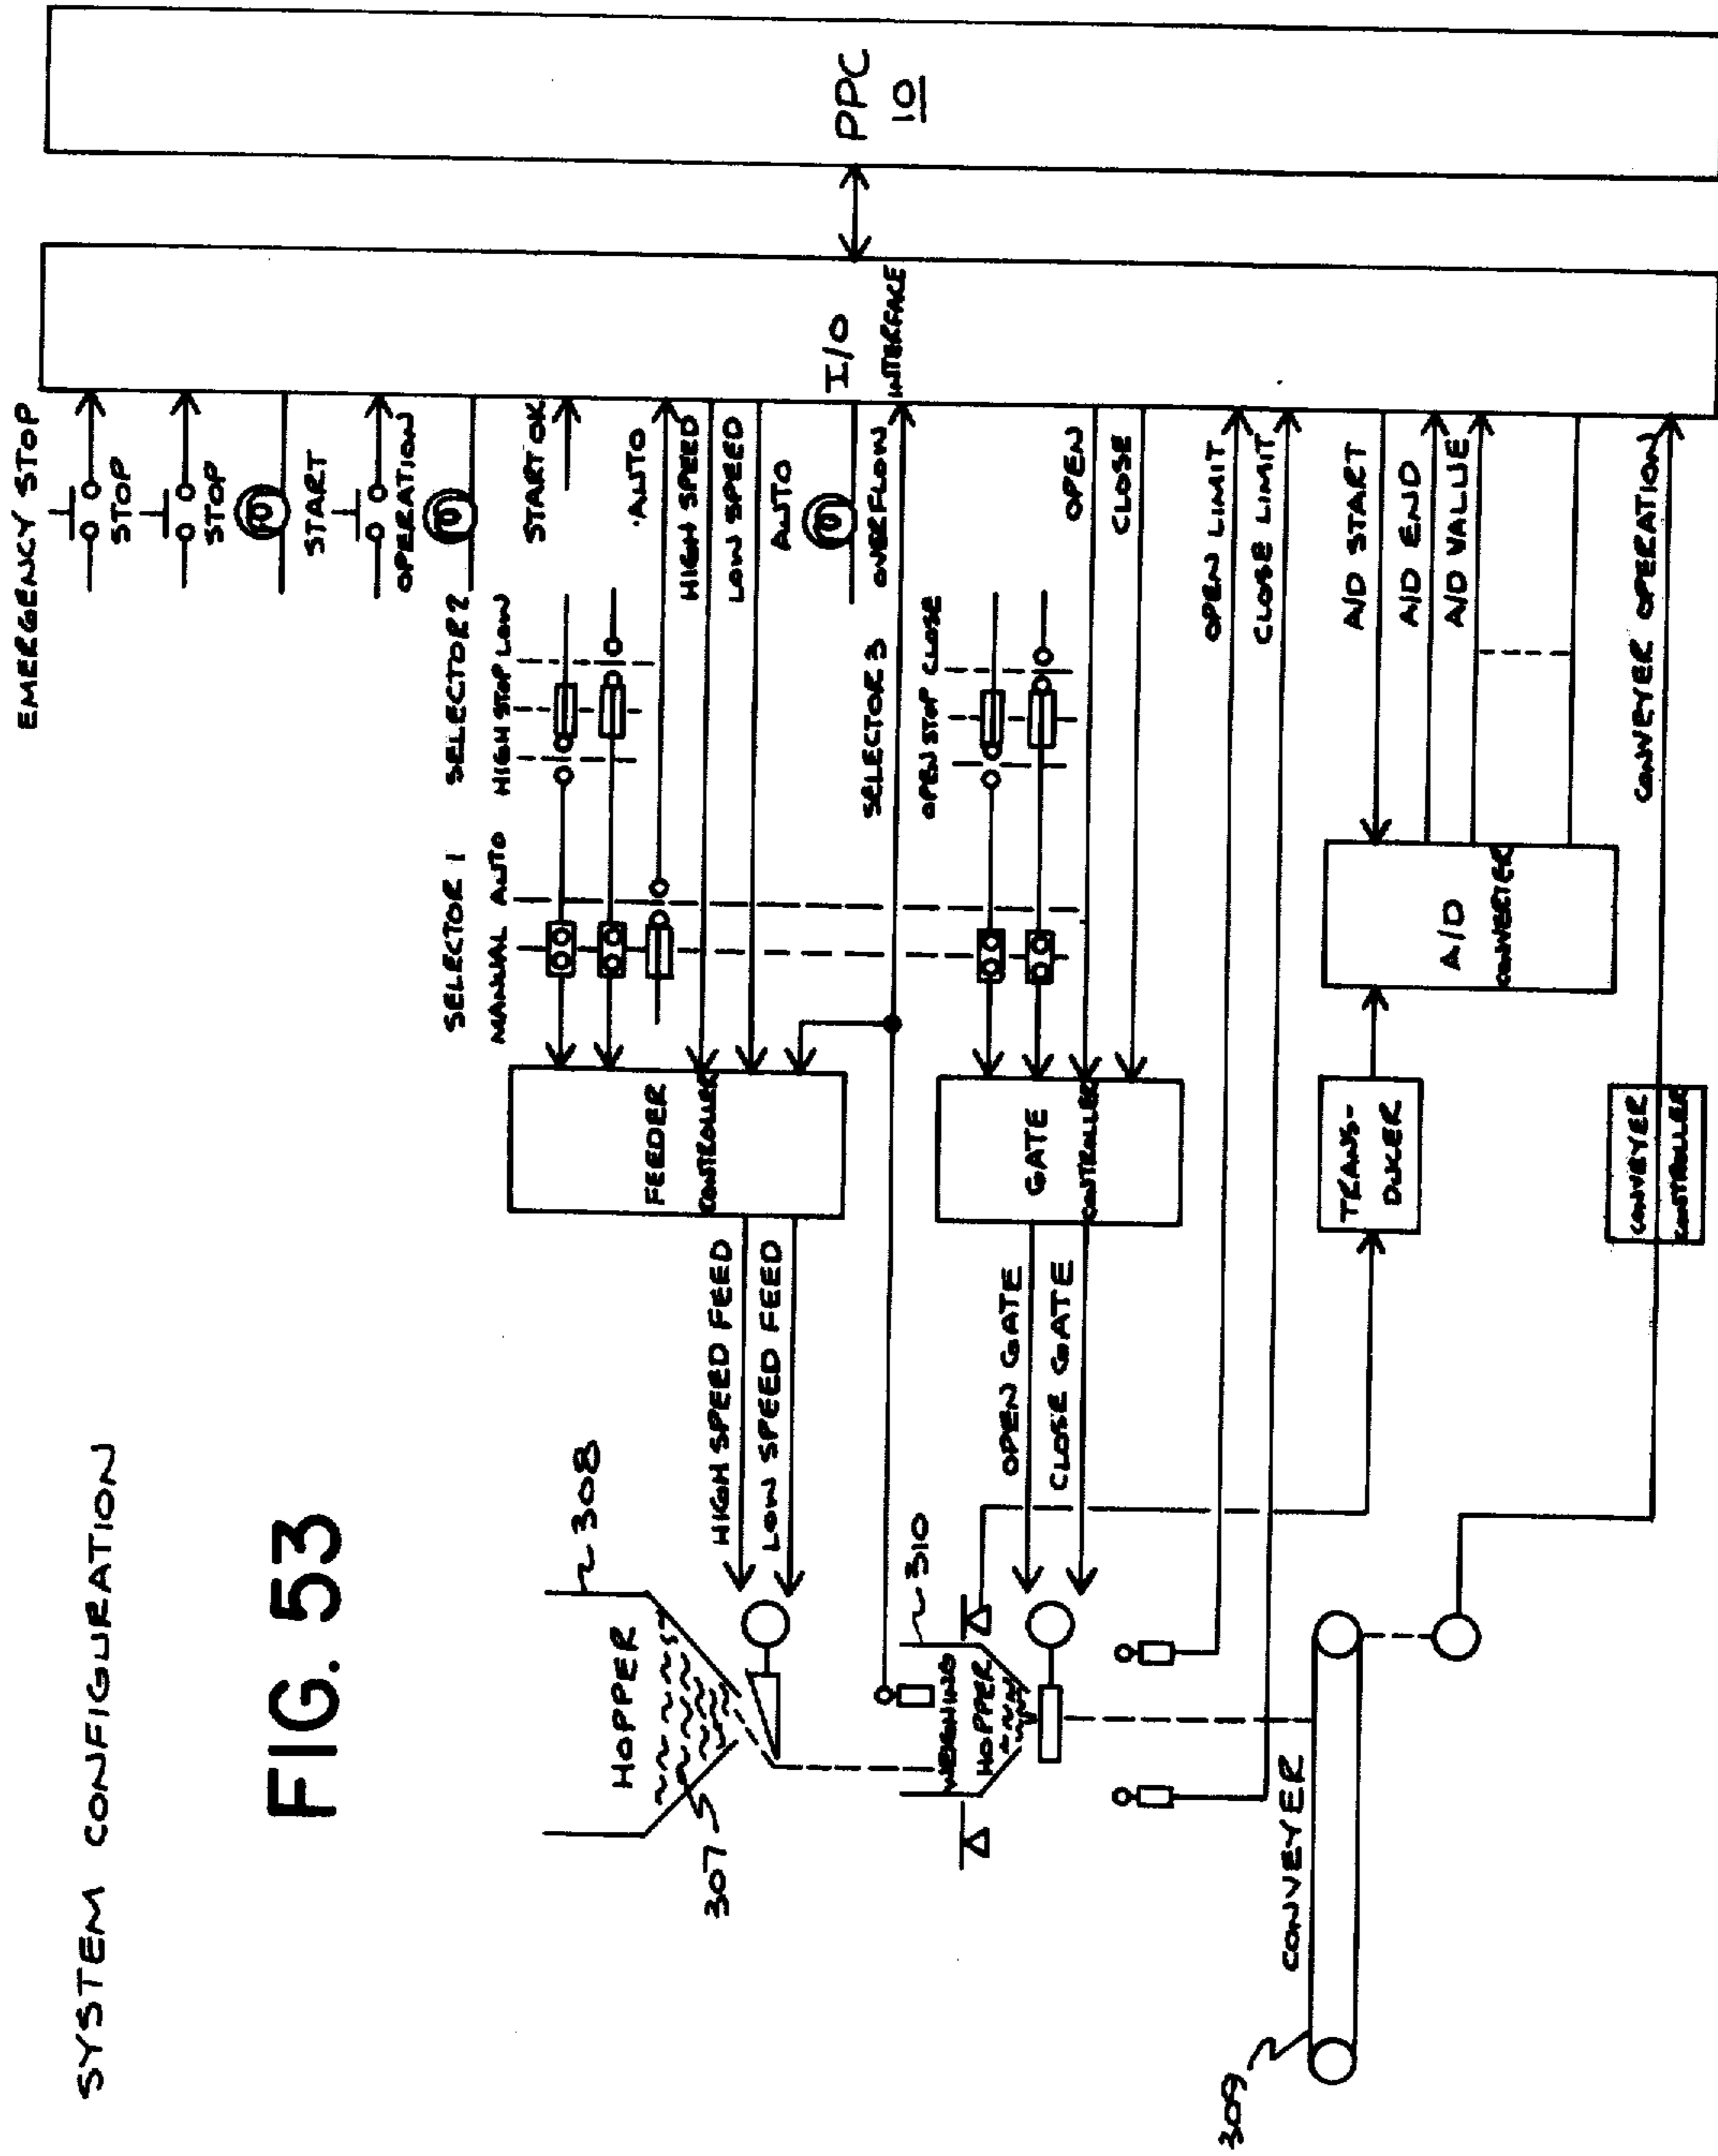 SYSTEM CONFIGURATION
FIG. 53
EMERGENCY STOP
STOP
STOP
START
OPERATION
SELECTOR 1
SELECTOR 2
MANUAL AUTO
HIGH STOP LOW
START OK
AUTO
HIGH SPEED
LOW SPEED
AUTO
OVERFLOW
SELECTOR 3
OPEN STOP CLOSE
OPEN
CLOSE
OPEN LIMIT
CLOSE LIMIT
A/D START
A/D END
A/D VALUE
CONVEYER OPERATION
I/O
INTERFACE
PPC
10
FEEDER
CONTROLLER
HIGH SPEED FEED
LOW SPEED FEED
GATE
CONTROLLER
OPEN GATE
CLOSE GATE
TRANS-
DUCER
A/D
CONVERTER
CONVEYER
CONTROLLER
HOPPER
308
307
WEIGHING
HOPPER
310
CONVEYER
309